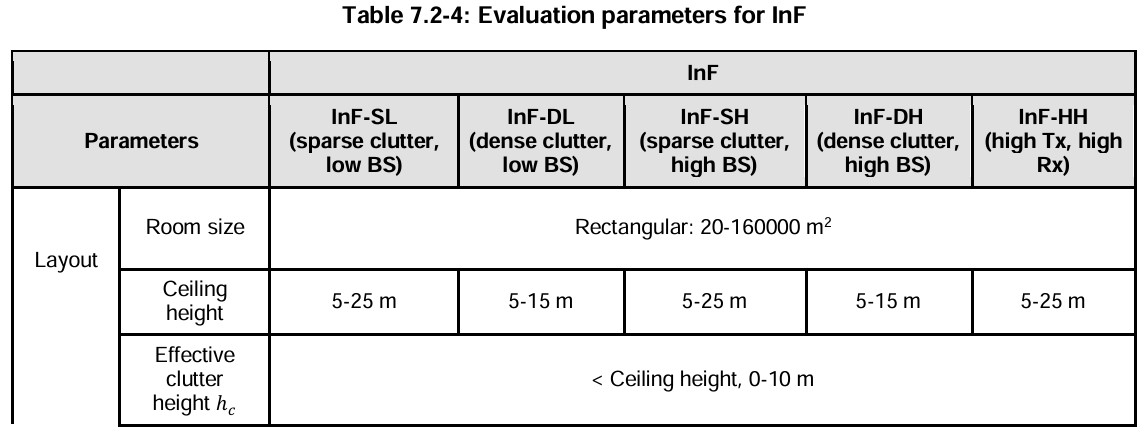 Table 7.2-4: Evaluation parameters for InF
InF
Parameters
InF-SL
(sparse clutter,
low BS)
InF-DL
(dense clutter,
low BS)
InF-SH
(sparse clutter,
high BS)
InF-DH
(dense clutter,
high BS)
InF-HH
(high Tx, high
Rx)
Layout
Room size
Rectangular: 20-160000 m²
Ceiling
height
5-25 m
5-15 m
5-25 m
5-15 m
5-25 m
Effective
clutter
height h_c
< Ceiling height, 0-10 m